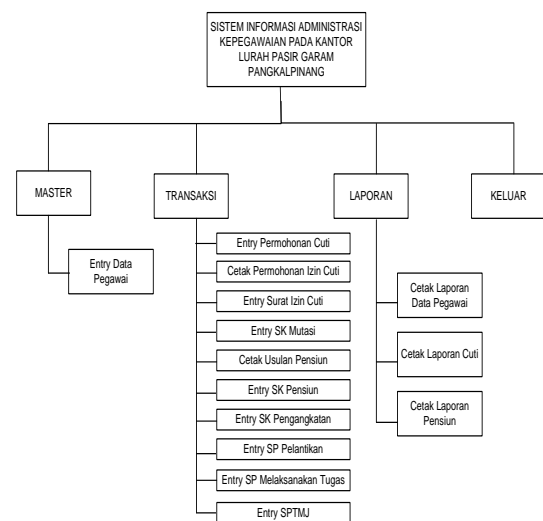 SISTEM INFORMASI ADMINISTRASI
KEPEGAWAIAN PADA KANTOR
LURAH PASIR GARAM
PANGKALPINANG
MASTER
TRANSAKSI
LAPORAN
KELUAR
Entry Data
Pegawai
Entry Permohonan Cuti
Cetak Permohonan Izin Cuti
Entry Surat Izin Cuti
Entry SK Mutasi
Cetak Usulan Pensiun
Entry SK Pensiun
Entry SK Pengangkatan
Entry SP Pelantikan
Entry SP Melaksanakan Tugas
Entry SPTMJ
Cetak Laporan
Data Pegawai
Cetak Laporan Cuti
Cetak Laporan
Pensiun